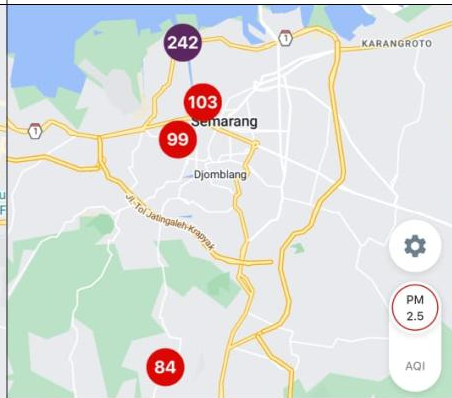 242
1
KARANGROTO
103
Semarang
1
99
Djomblang
Jl. Tol Jatingaleh-Krapyak
PM
2.5
84
AQI